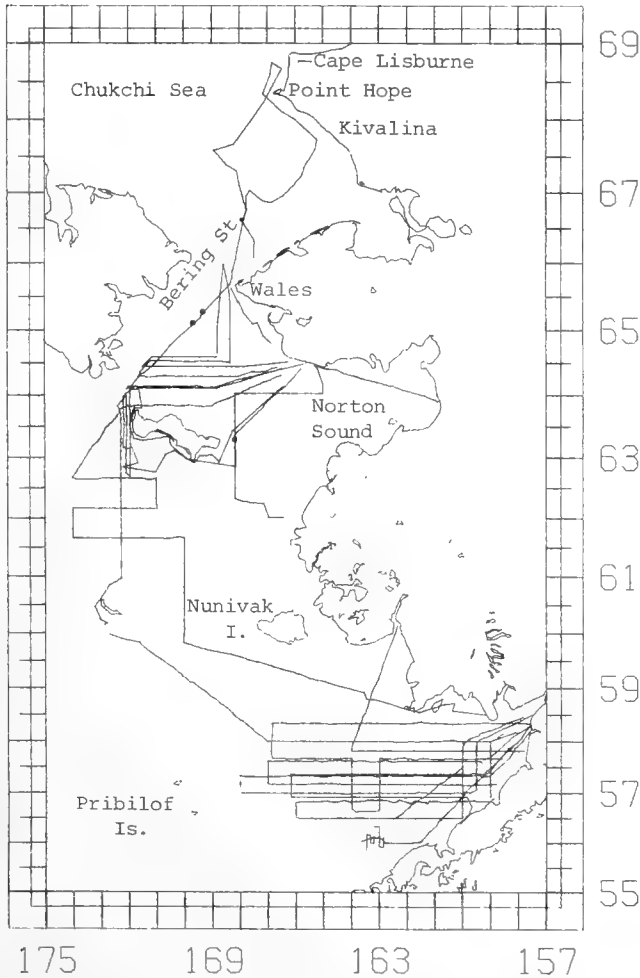 69
Cape Lisburne
Chukchi Sea
Point Hope
Kivalina
67
Bering St.
Wales
65
Norton
Sound
63
61
Nunivak
I.
59
57
Pribilof
Is.
55
175 169 163 157